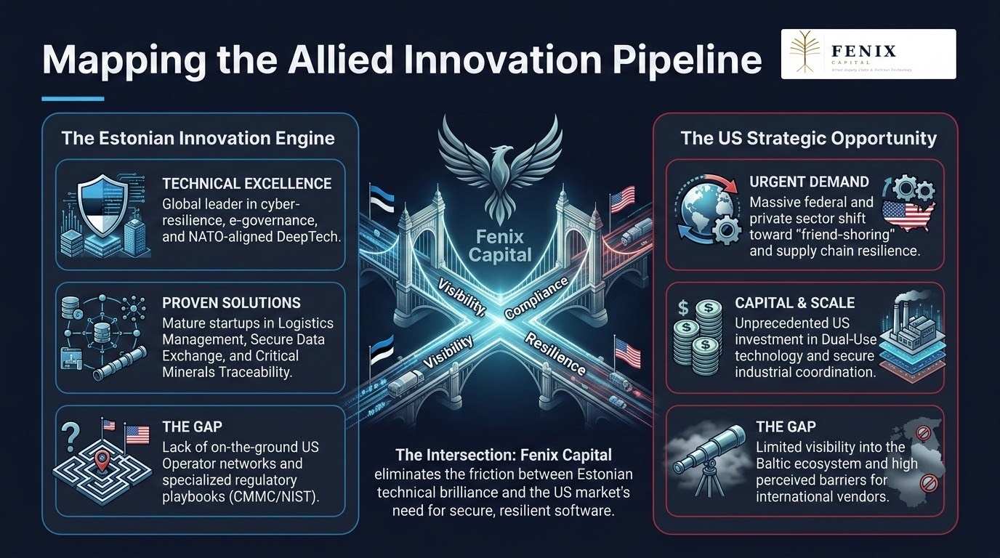 Mapping the Allied Innovation Pipeline
FENIX
CAPITAL
Allied Supply Chain & Defense Technology
The Estonian Innovation Engine
TECHNICAL EXCELLENCE
Global leader in cyber-
resilience, e-governance,
and NATO-aligned DeepTech.
PROVEN SOLUTIONS
Mature startups in Logistics
Management, Secure Data
Exchange, and Critical
Minerals Traceability.
?
THE GAP
Lack of on-the-ground US
Operator networks and
specialized regulatory
playbooks (CMMC/NIST).
Fenix
Capital
Visibility,
Compliance
Visibility
Resilience
The Intersection: Fenix Capital
eliminates the friction between Estonian
technical brilliance and the US market's
need for secure, resilient software.
The US Strategic Opportunity
URGENT DEMAND
Massive federal and
private sector shift
toward "friend-shoring"
and supply chain resilience.
$
$
$
$
CAPITAL & SCALE
Unprecedented US
investment in Dual-Use
technology and secure
industrial coordination.
THE GAP
Limited visibility into the
Baltic ecosystem and high
perceived barriers for
international vendors.